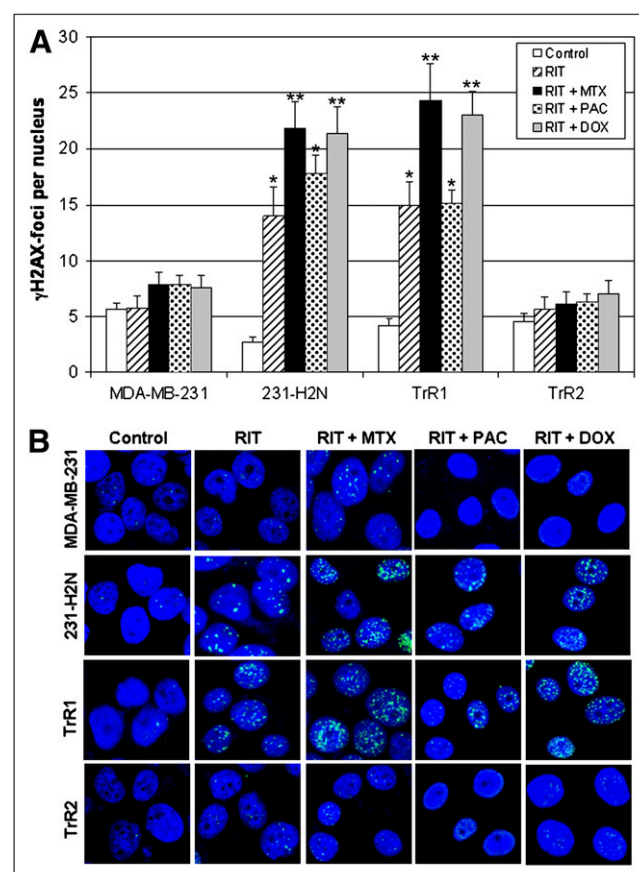 A
30
25
20
15
10
5
0
γH2AX-foci per nucleus
Control
RIT
RIT + MTX
RIT + PAC
RIT + DOX
* ** * **
* ** * **
MDA-MB-231 231-H2N TrR1 TrR2
B
Control RIT RIT + MTX RIT + PAC RIT + DOX
MDA-MB-231
231-H2N
TrR1
TrR2